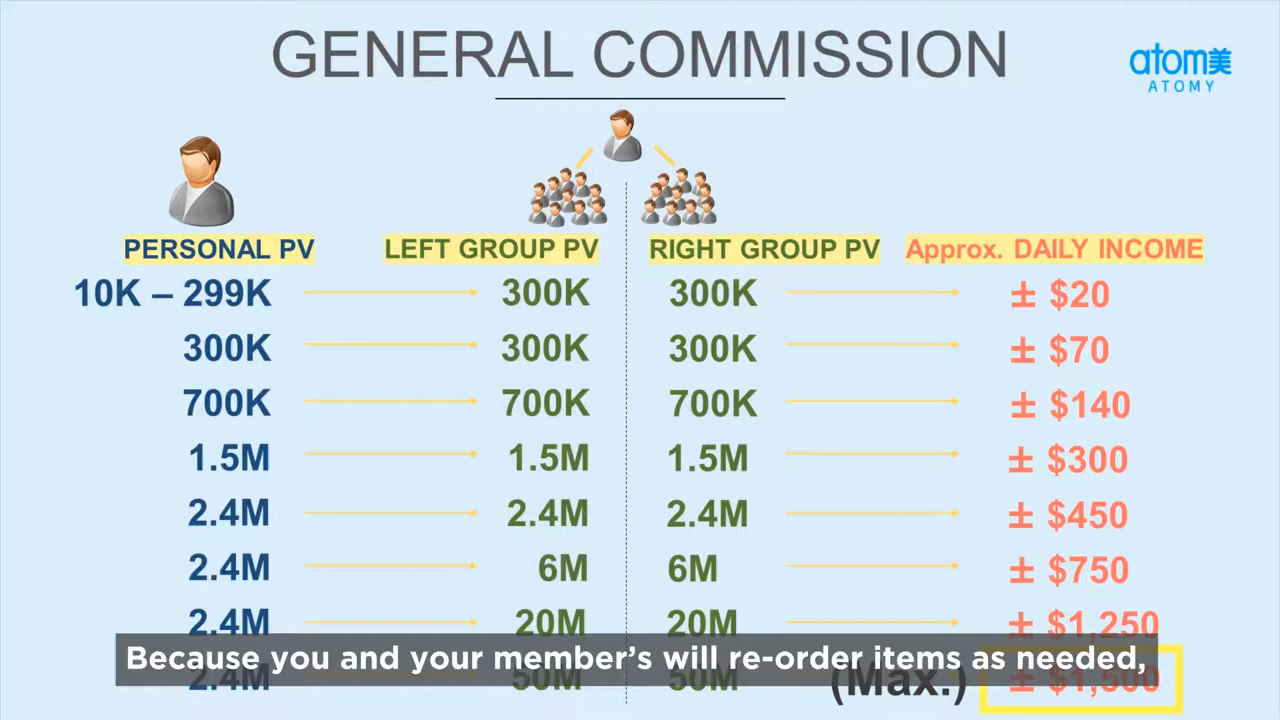 GENERAL COMMISSION
atom美
ATOMY
PERSONAL PV LEFT GROUP PV RIGHT GROUP PV Approx. DAILY INCOME
10K – 299K 300K 300K ± $20
300K 300K 300K ± $70
700K 700K 700K ± $140
1.5M 1.5M 1.5M ± $300
2.4M 2.4M 2.4M ± $450
2.4M 6M 6M ± $750
2.4M 20M 20M ± $1,250
2.4M 50M 50M (Max.) ± $1,500
Because you and your member’s will re-order items as needed,